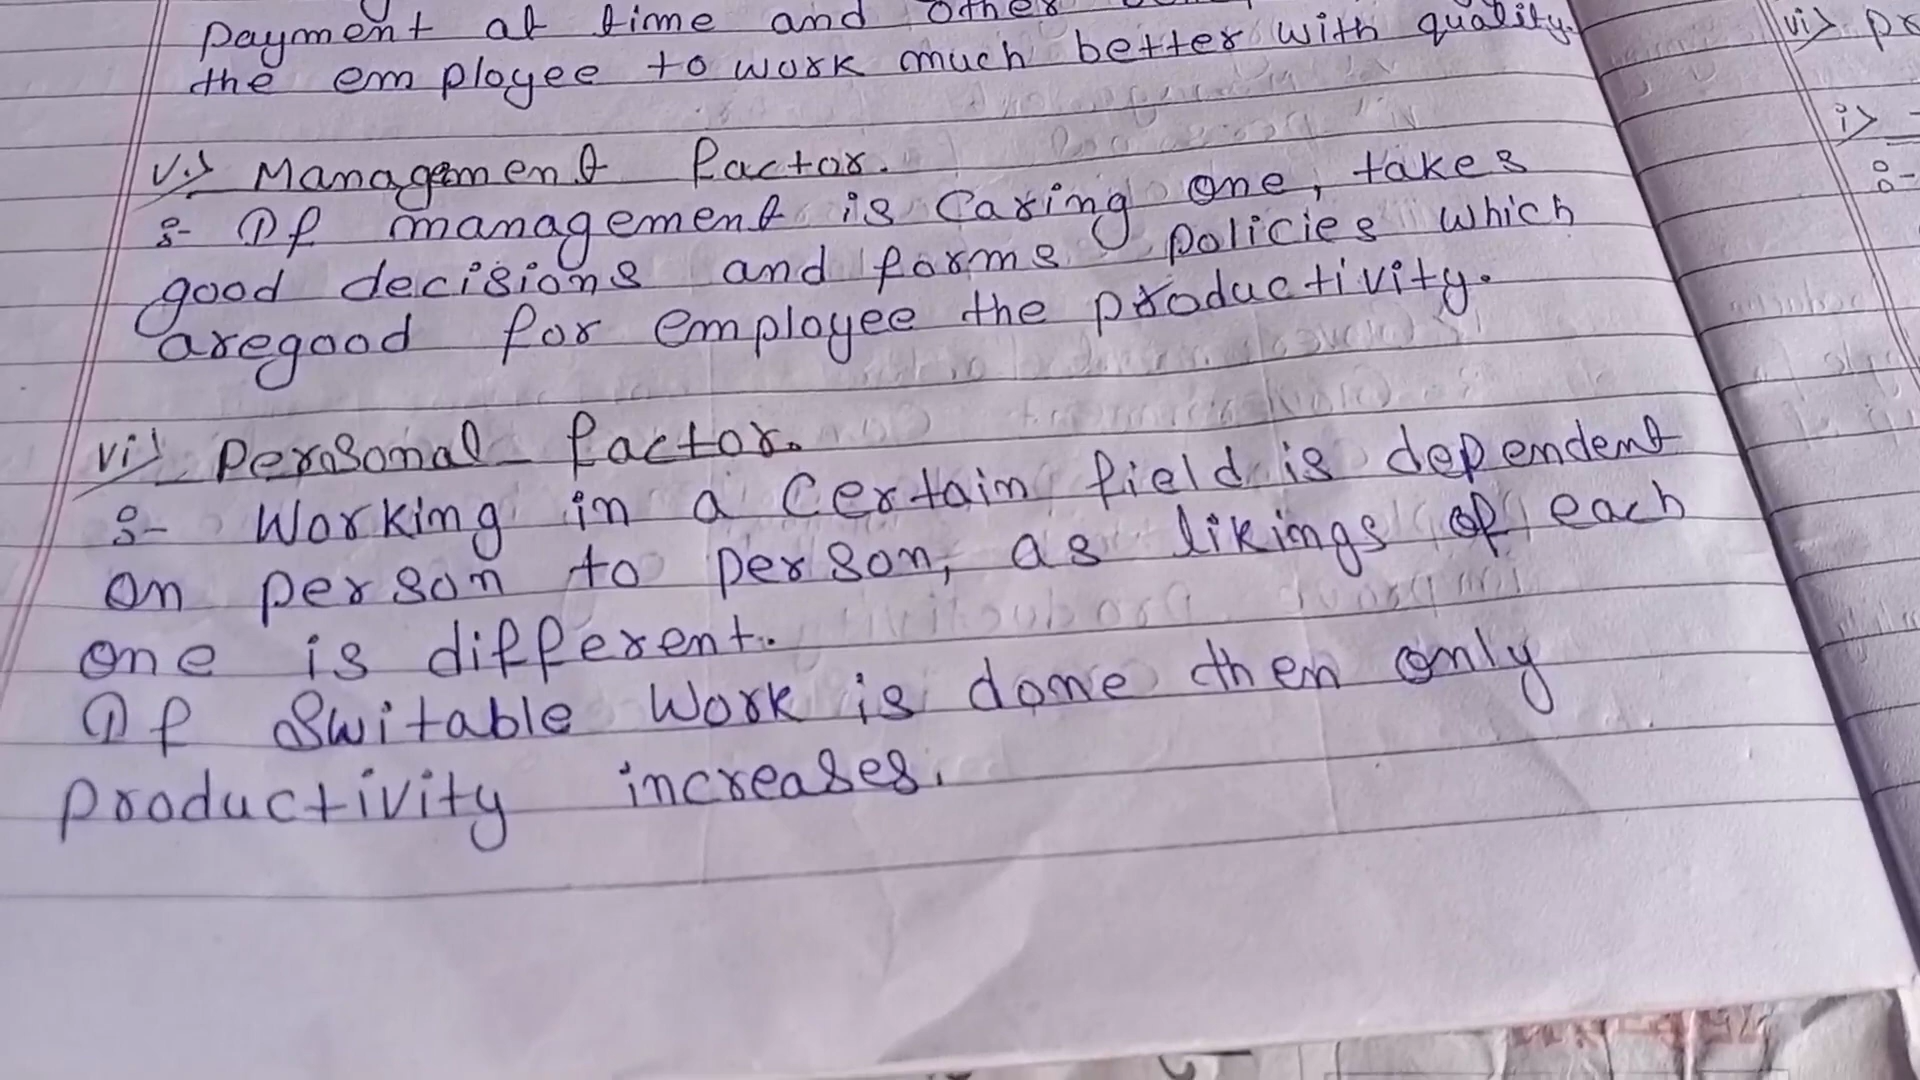 Payment at time and other
the employee to work much better with quality.
v.> Management factor.
:- If management is caring one, takes
good decisions and forms policies which
aregood for employee the productivity.
vi> Personal factor.
:- Working in a certain field is dependent
on person to person, as likings of each
one is different.
If Switable work is done then only
productivity increases.
vi> pr
i>
:-